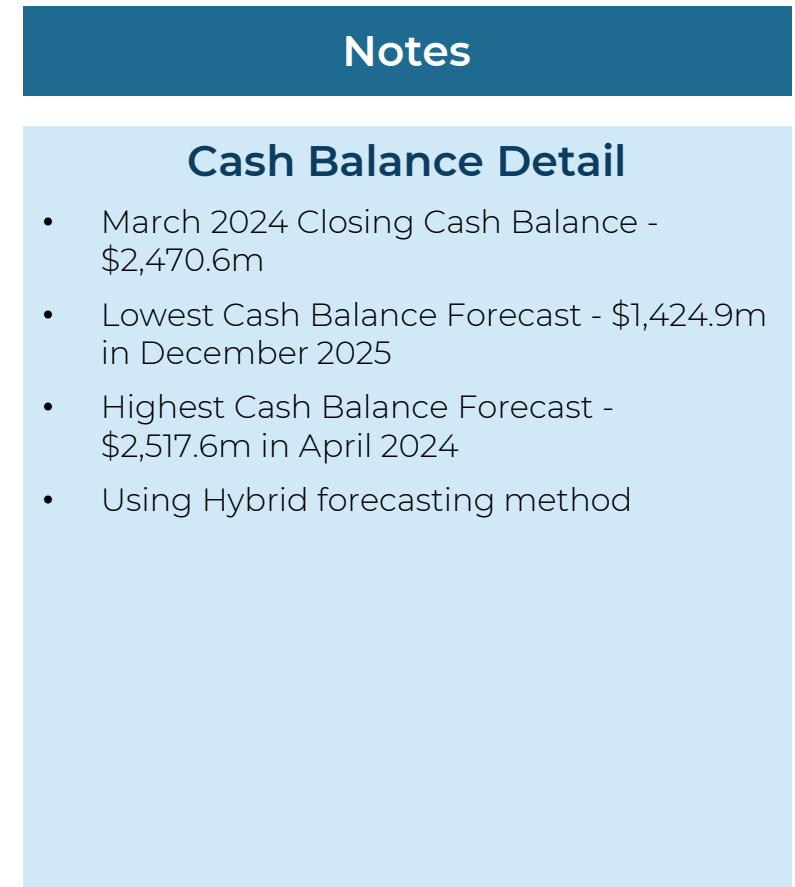 Notes
Cash Balance Detail
• March 2024 Closing Cash Balance -
$2,470.6m
• Lowest Cash Balance Forecast - $1,424.9m
in December 2025
• Highest Cash Balance Forecast -
$2,517.6m in April 2024
• Using Hybrid forecasting method